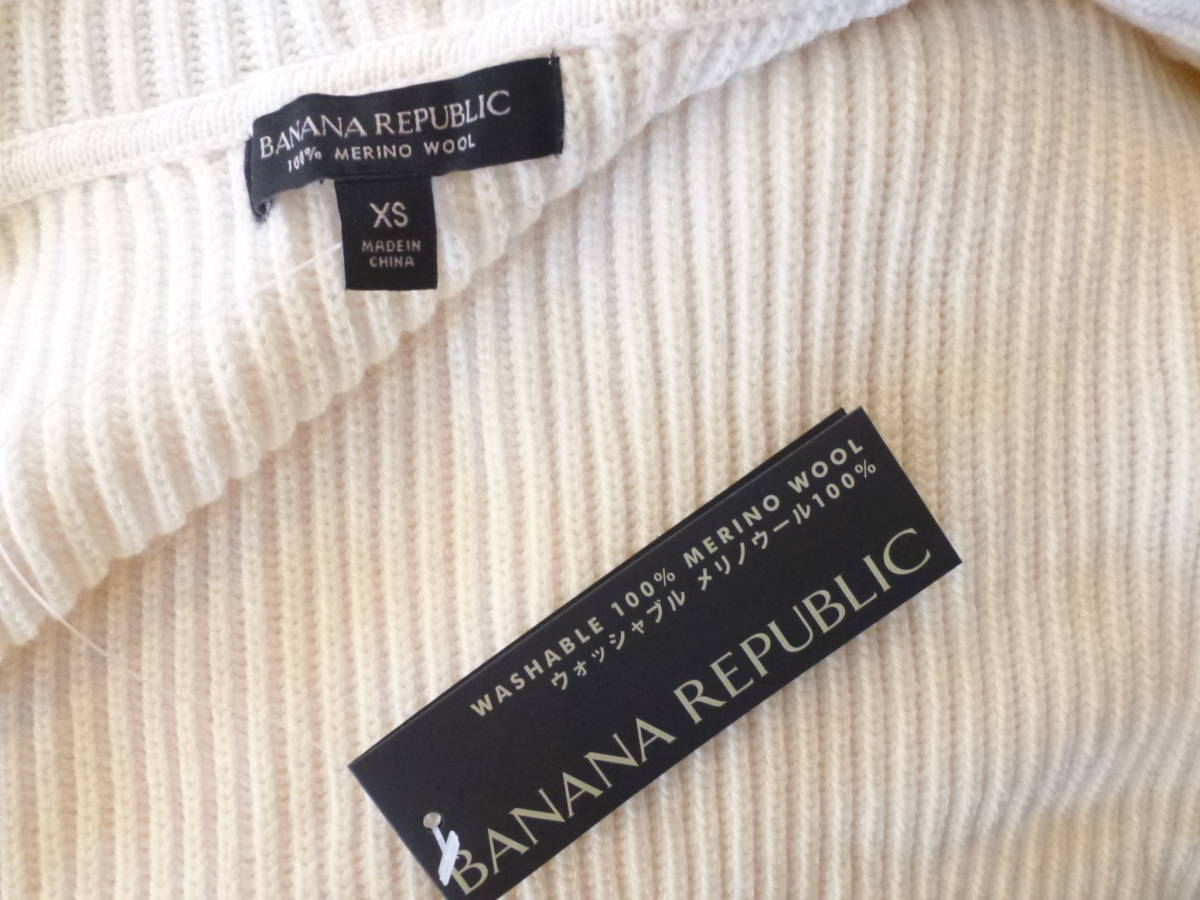 BANANA REPUBLIC
100% MERINO WOOL
XS
MADE IN
CHINA
WASHABLE 100% MERINO WOOL
ウォッシャブル メリノウール100%
BANANA REPUBLIC